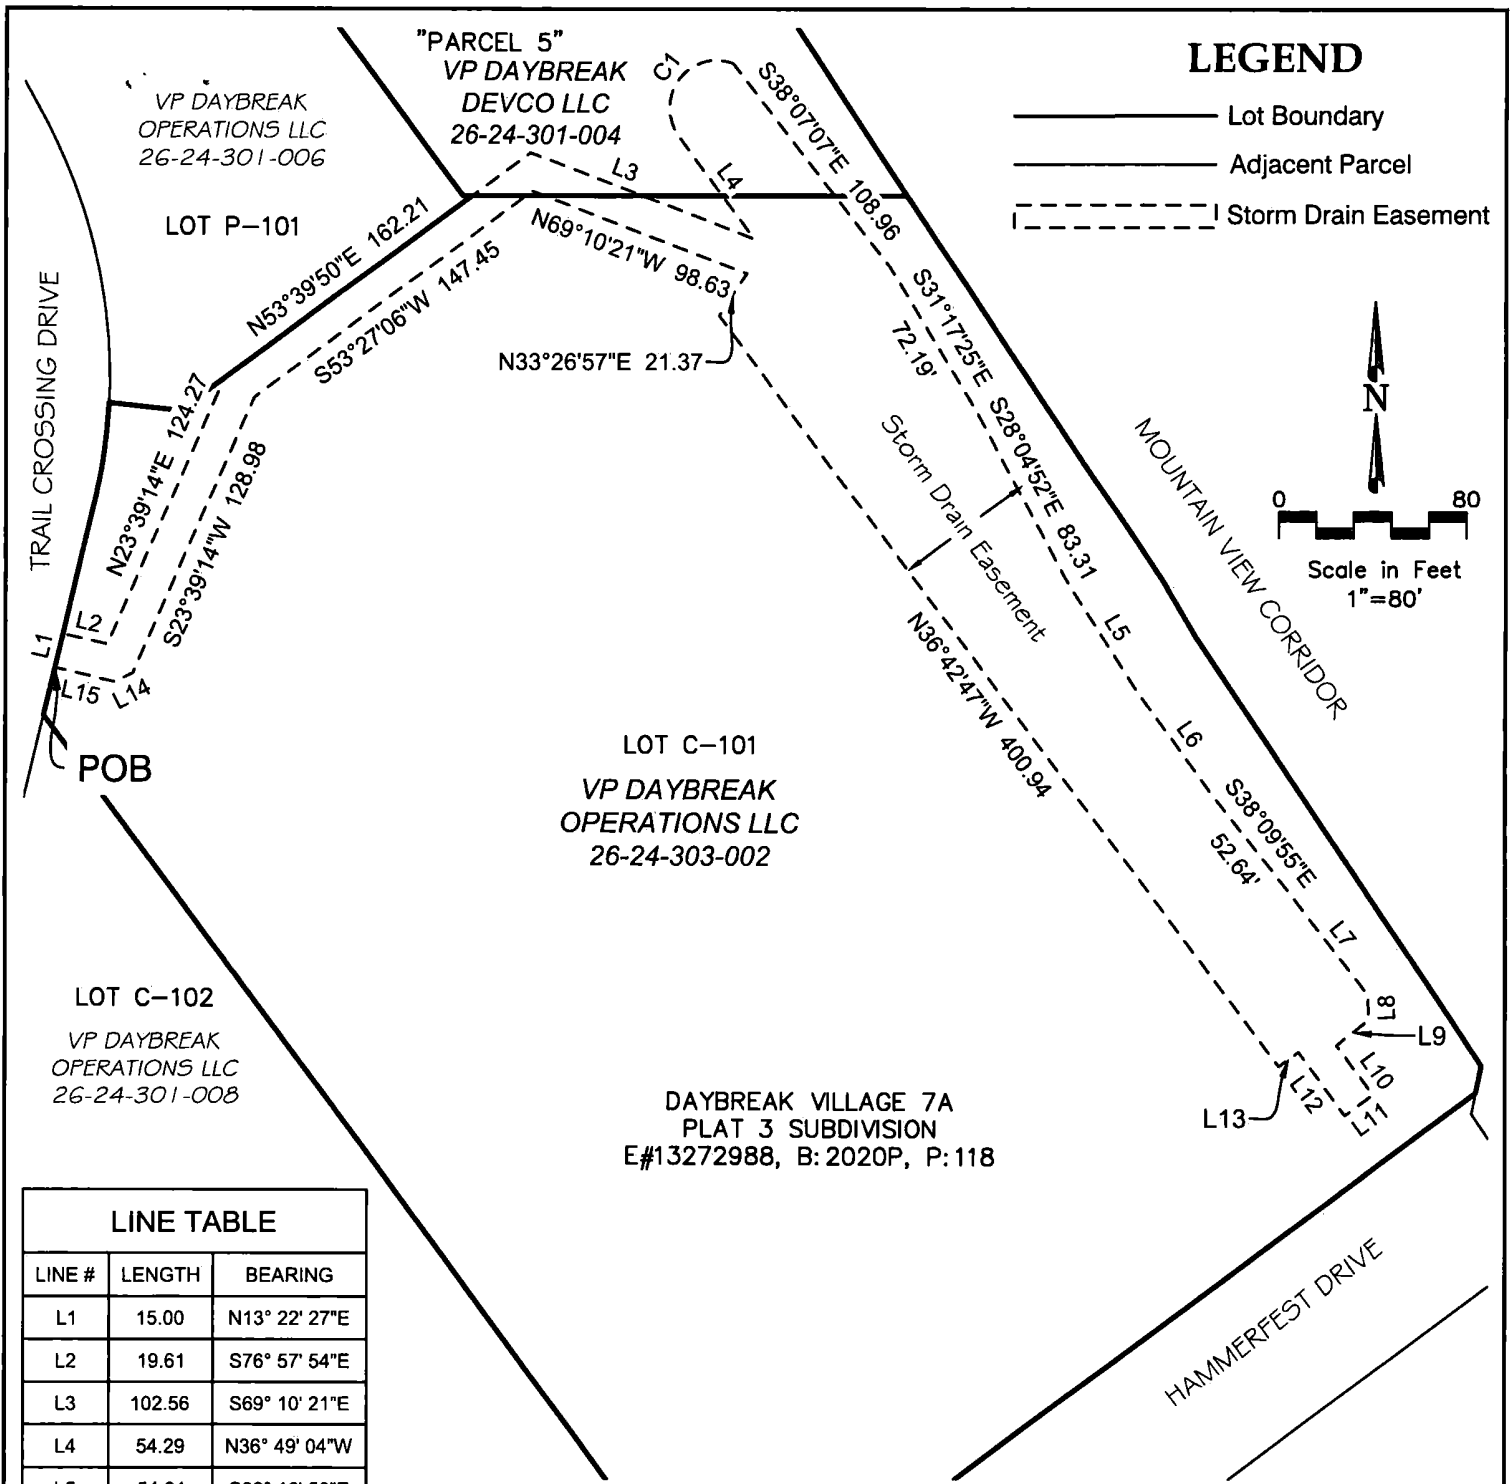 "PARCEL 5"
VP DAYBREAK
DEVCO LLC
26-24-301-004
VP DAYBREAK
OPERATIONS LLC
26-24-301-006
LOT P-101
LEGEND
Lot Boundary
Adjacent Parcel
Storm Drain Easement
C1
L3
L4
S38°07'07"E 108.96
N53°39'50"E 162.21
S53°27'06"W 147.45
N69°10'21"W 98.63
N33°26'57"E 21.37
S31°17'25"E
72.19'
S28°04'52"E 83.31
TRAIL CROSSING DRIVE
N23°39'14"E 124.27
S23°39'14"W 128.98
L1
L2
L15
L14
POB
Storm Drain Easement
MOUNTAIN VIEW CORRIDOR
N
0 80
Scale in Feet
1"=80'
L5
L6
N36°42'47"W 400.94
S38°09'55"E
52.64'
L7
L8
L9
L10
L11
L12
L13
LOT C-101
VP DAYBREAK
OPERATIONS LLC
26-24-303-002
LOT C-102
VP DAYBREAK
OPERATIONS LLC
26-24-301-008
DAYBREAK VILLAGE 7A
PLAT 3 SUBDIVISION
E#13272988, B:2020P, P:118
HAMMERFEST DRIVE
LINE TABLE
LINE # LENGTH BEARING
L1 15.00 N13° 22' 27"E
L2 19.61 S76° 57' 54"E
L3 102.56 S69° 10' 21"E
L4 54.29 N36° 49' 04"W